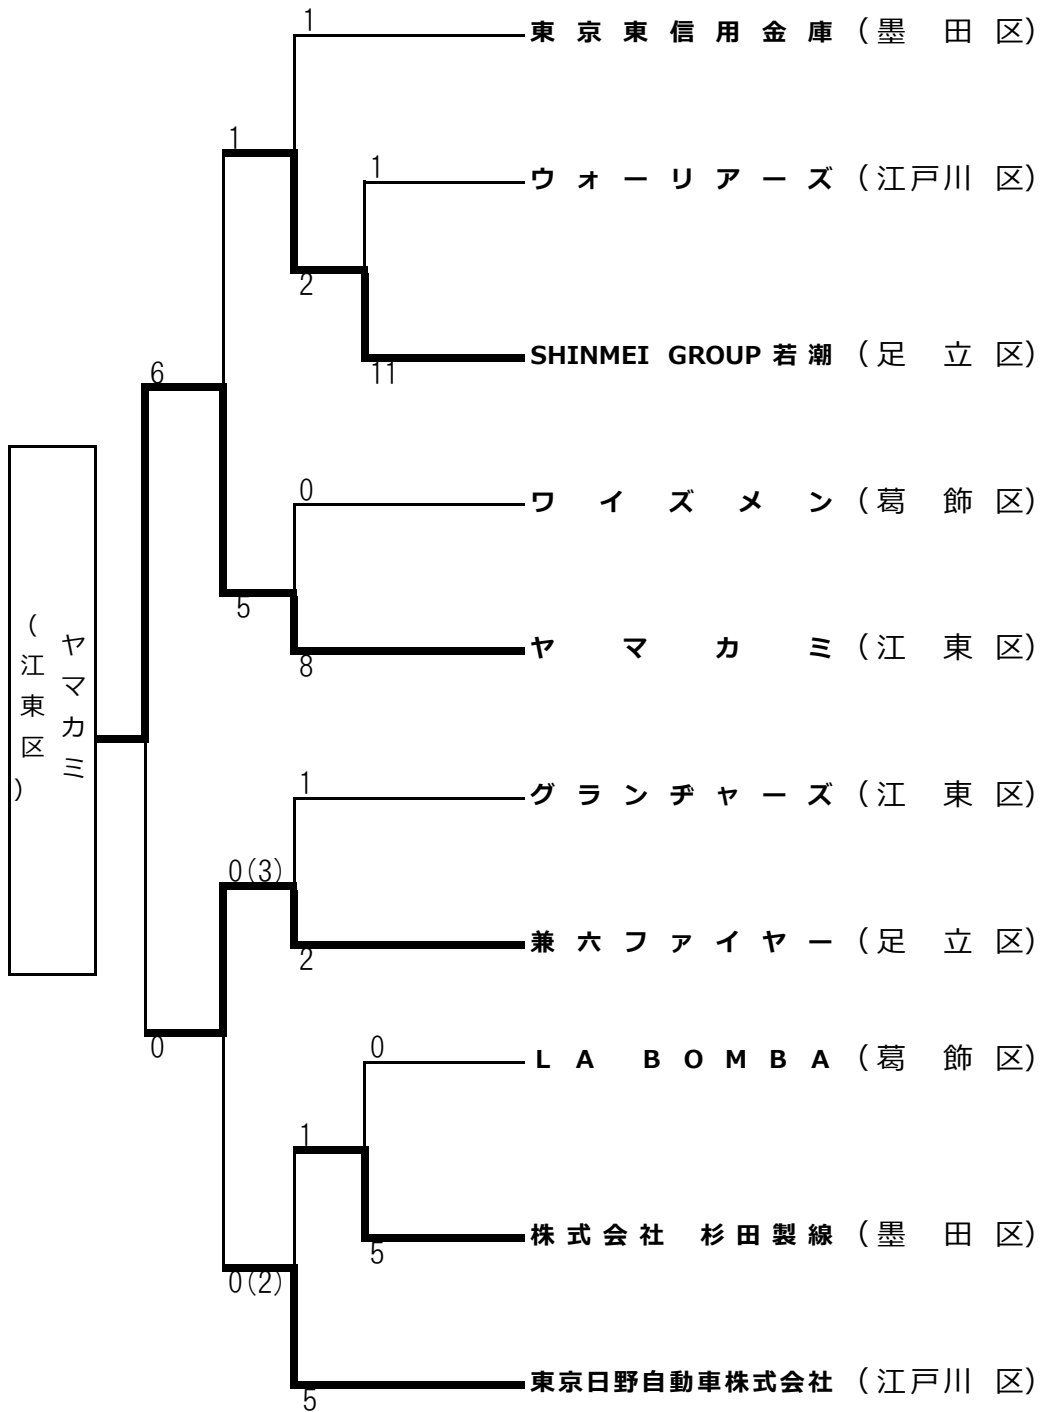 1
東京東信用金庫（墨田区）
1
1
ウォーリアーズ（江戸川区）
2
SHINMEI GROUP 若潮（足立区）
11
6
0
ワイズメン（葛飾区）
5
ヤマカミ（江東区）
8
ヤマカミ
（江東区）
1
グランヂャーズ（江東区）
0(3)
兼六ファイヤー（足立区）
2
0
0
LA BOMBA（葛飾区）
1
株式会社 杉田製線（墨田区）
5
0(2)
東京日野自動車株式会社（江戸川区）
5